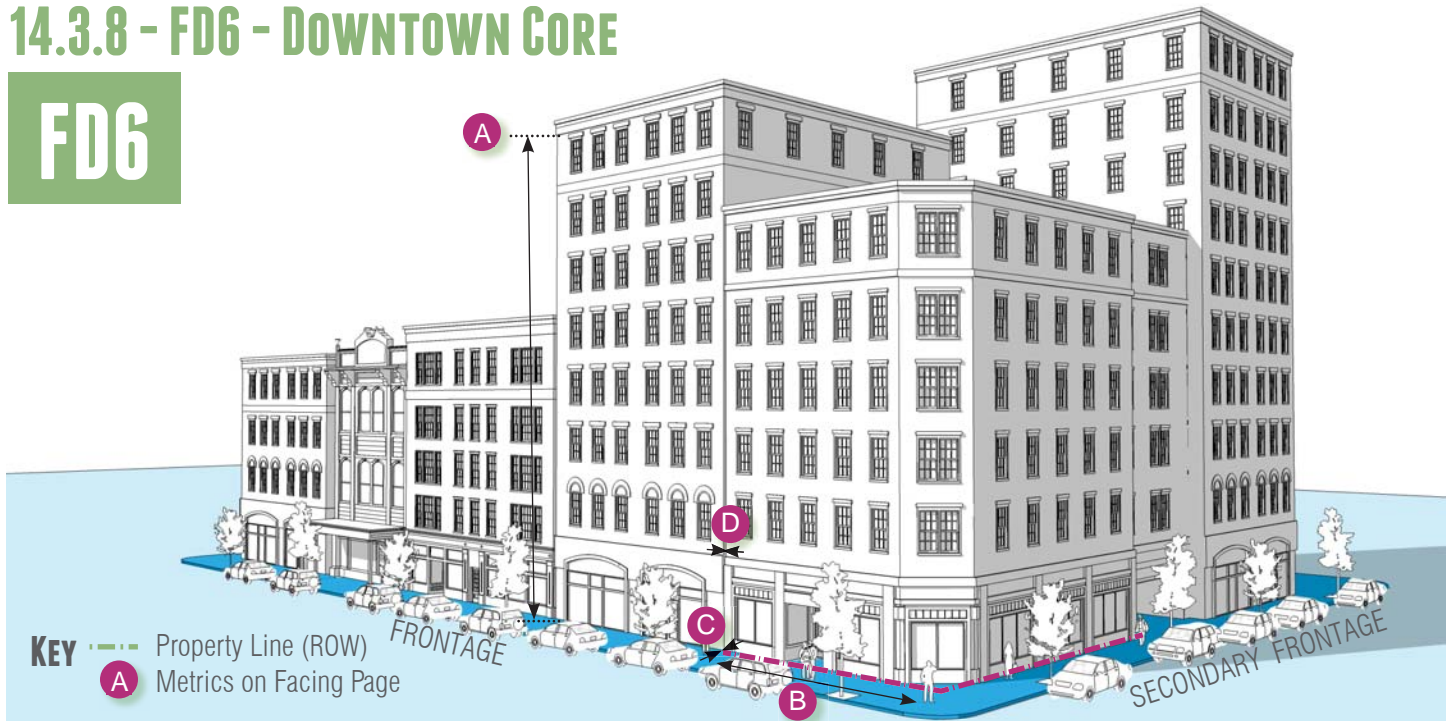 14.3.8 - FD6 - Downtown Core
FD6
A
D
C
B
FRONTAGE
SECONDARY FRONTAGE
Key
Property Line (ROW)
A Metrics on Facing Page